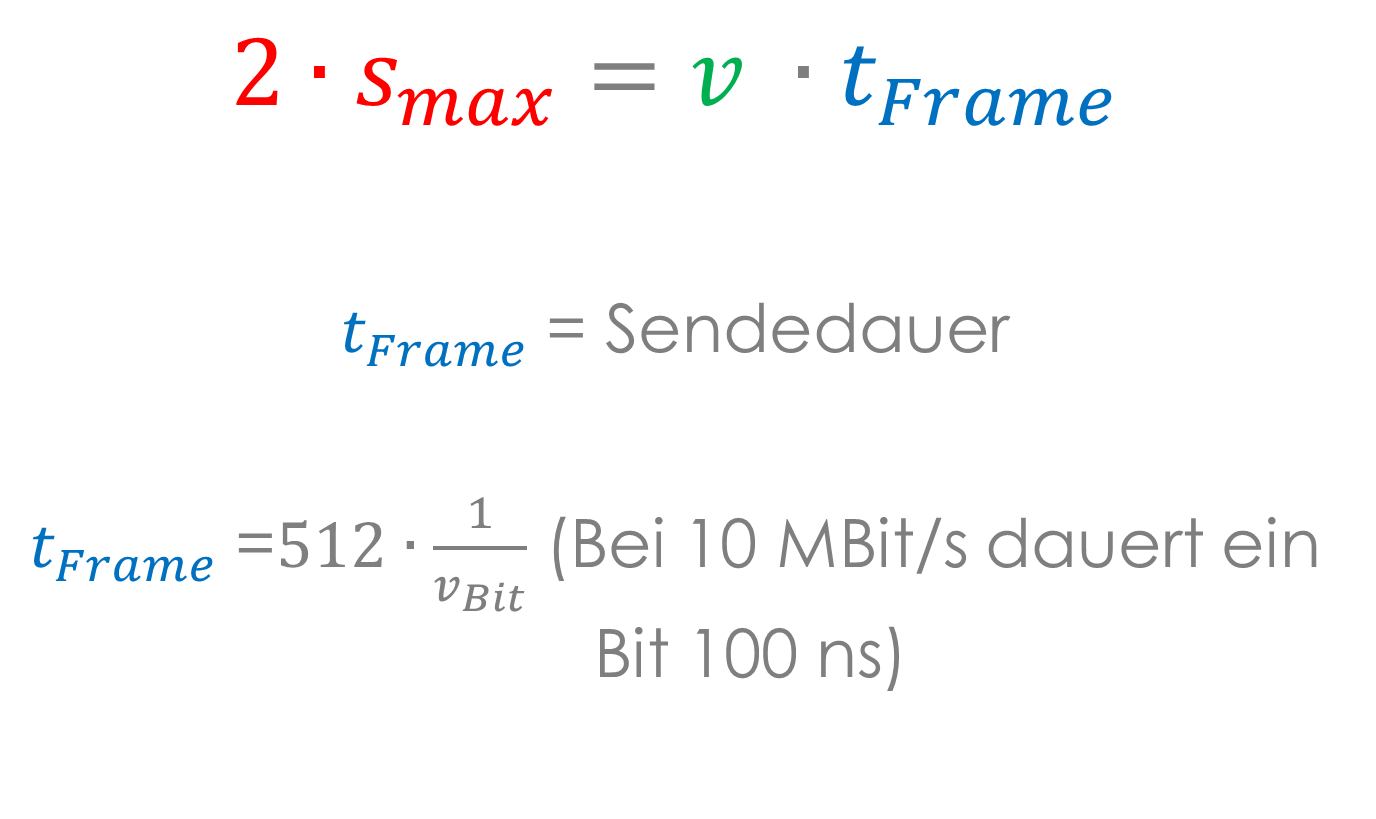 2 · s_max = v · t_Frame
t_Frame = Sendedauer
t_Frame =512 · 1/v_Bit (Bei 10 MBit/s dauert ein
Bit 100 ns)